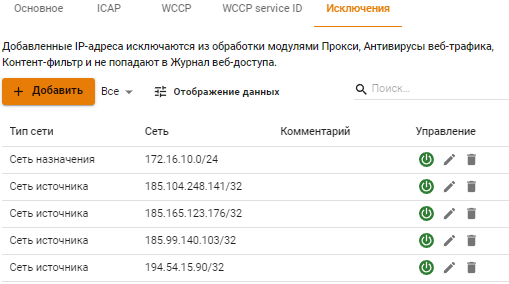 Основное ICAP WCCP WCCP service ID Исключения
Добавленные IP-адреса исключаются из обработки модулями Прокси, Антивирусы веб-трафика,
Контент-фильтр и не попадают в Журнал веб-доступа.
+ Добавить Все Отображение данных Поиск...
Тип сети Сеть Комментарий Управление
Сеть назначения 172.16.10.0/24
Сеть источника 185.104.248.141/32
Сеть источника 185.165.123.176/32
Сеть источника 185.99.140.103/32
Сеть источника 194.54.15.90/32